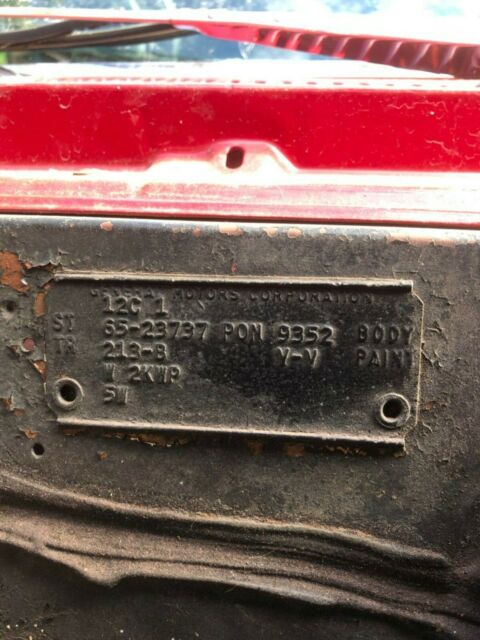 GENERAL MOTORS CORPORATION
12C 1
ST 65-23737 PON 9352 BODY
TR 213-B V-V PAINT
W 2KWP
5W